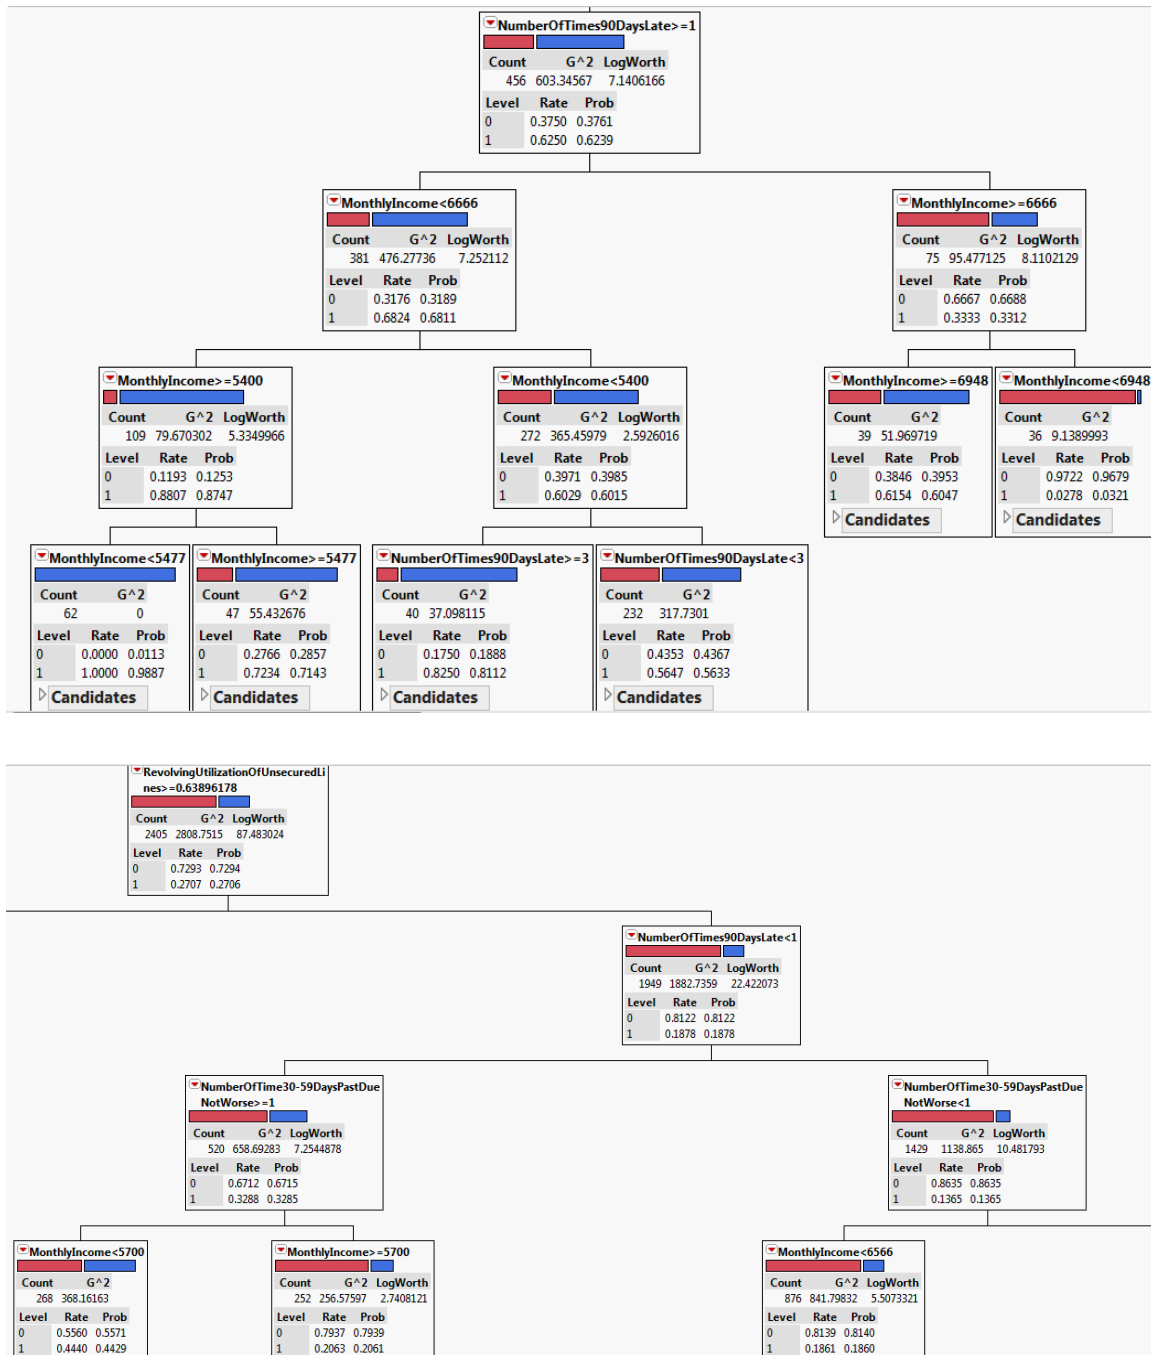 NumberOfTimes90DaysLate>=1
Count G^2 LogWorth
456 603.34567 7.1406166
Level Rate Prob
0 0.3750 0.3761
1 0.6250 0.6239
MonthlyIncome<6666
Count G^2 LogWorth
381 476.27736 7.252112
Level Rate Prob
0 0.3176 0.3189
1 0.6824 0.6811
MonthlyIncome>=6666
Count G^2 LogWorth
75 95.477125 8.1102129
Level Rate Prob
0 0.6667 0.6688
1 0.3333 0.3312
MonthlyIncome>=5400
Count G^2 LogWorth
109 79.670302 5.3349966
Level Rate Prob
0 0.1193 0.1253
1 0.8807 0.8747
MonthlyIncome<5400
Count G^2 LogWorth
272 365.45979 2.5926016
Level Rate Prob
0 0.3971 0.3985
1 0.6029 0.6015
MonthlyIncome>=6948
Count G^2
39 51.969719
Level Rate Prob
0 0.3846 0.3953
1 0.6154 0.6047
Candidates
MonthlyIncome<6948
Count G^2
36 9.1389993
Level Rate Prob
0 0.9722 0.9679
1 0.0278 0.0321
Candidates
MonthlyIncome<5477
Count G^2
62 0
Level Rate Prob
0 0.0000 0.0113
1 1.0000 0.9887
Candidates
MonthlyIncome>=5477
Count G^2
47 55.432676
Level Rate Prob
0 0.2766 0.2857
1 0.7234 0.7143
Candidates
NumberOfTimes90DaysLate>=3
Count G^2
40 37.098115
Level Rate Prob
0 0.1750 0.1888
1 0.8250 0.8112
Candidates
NumberOfTimes90DaysLate<3
Count G^2
232 317.7301
Level Rate Prob
0 0.4353 0.4367
1 0.5647 0.5633
Candidates
RevolvingUtilizationOfUnsecuredLi
nes>=0.63896178
Count G^2 LogWorth
2405 2808.7515 87.483024
Level Rate Prob
0 0.7293 0.7294
1 0.2707 0.2706
NumberOfTimes90DaysLate<1
Count G^2 LogWorth
1949 1882.7359 22.422073
Level Rate Prob
0 0.8122 0.8122
1 0.1878 0.1878
NumberOfTime30-59DaysPastDue
NotWorse>=1
Count G^2 LogWorth
520 658.69283 7.2544878
Level Rate Prob
0 0.6712 0.6715
1 0.3288 0.3285
NumberOfTime30-59DaysPastDue
NotWorse<1
Count G^2 LogWorth
1429 1138.865 10.481793
Level Rate Prob
0 0.8635 0.8635
1 0.1365 0.1365
MonthlyIncome<5700
Count G^2
268 368.16163
Level Rate Prob
0 0.5560 0.5571
1 0.4440 0.4429
MonthlyIncome>=5700
Count G^2 LogWorth
252 256.57597 2.7408121
Level Rate Prob
0 0.7937 0.7939
1 0.2063 0.2061
MonthlyIncome<6566
Count G^2 LogWorth
876 841.79832 5.5073321
Level Rate Prob
0 0.8139 0.8140
1 0.1861 0.1860